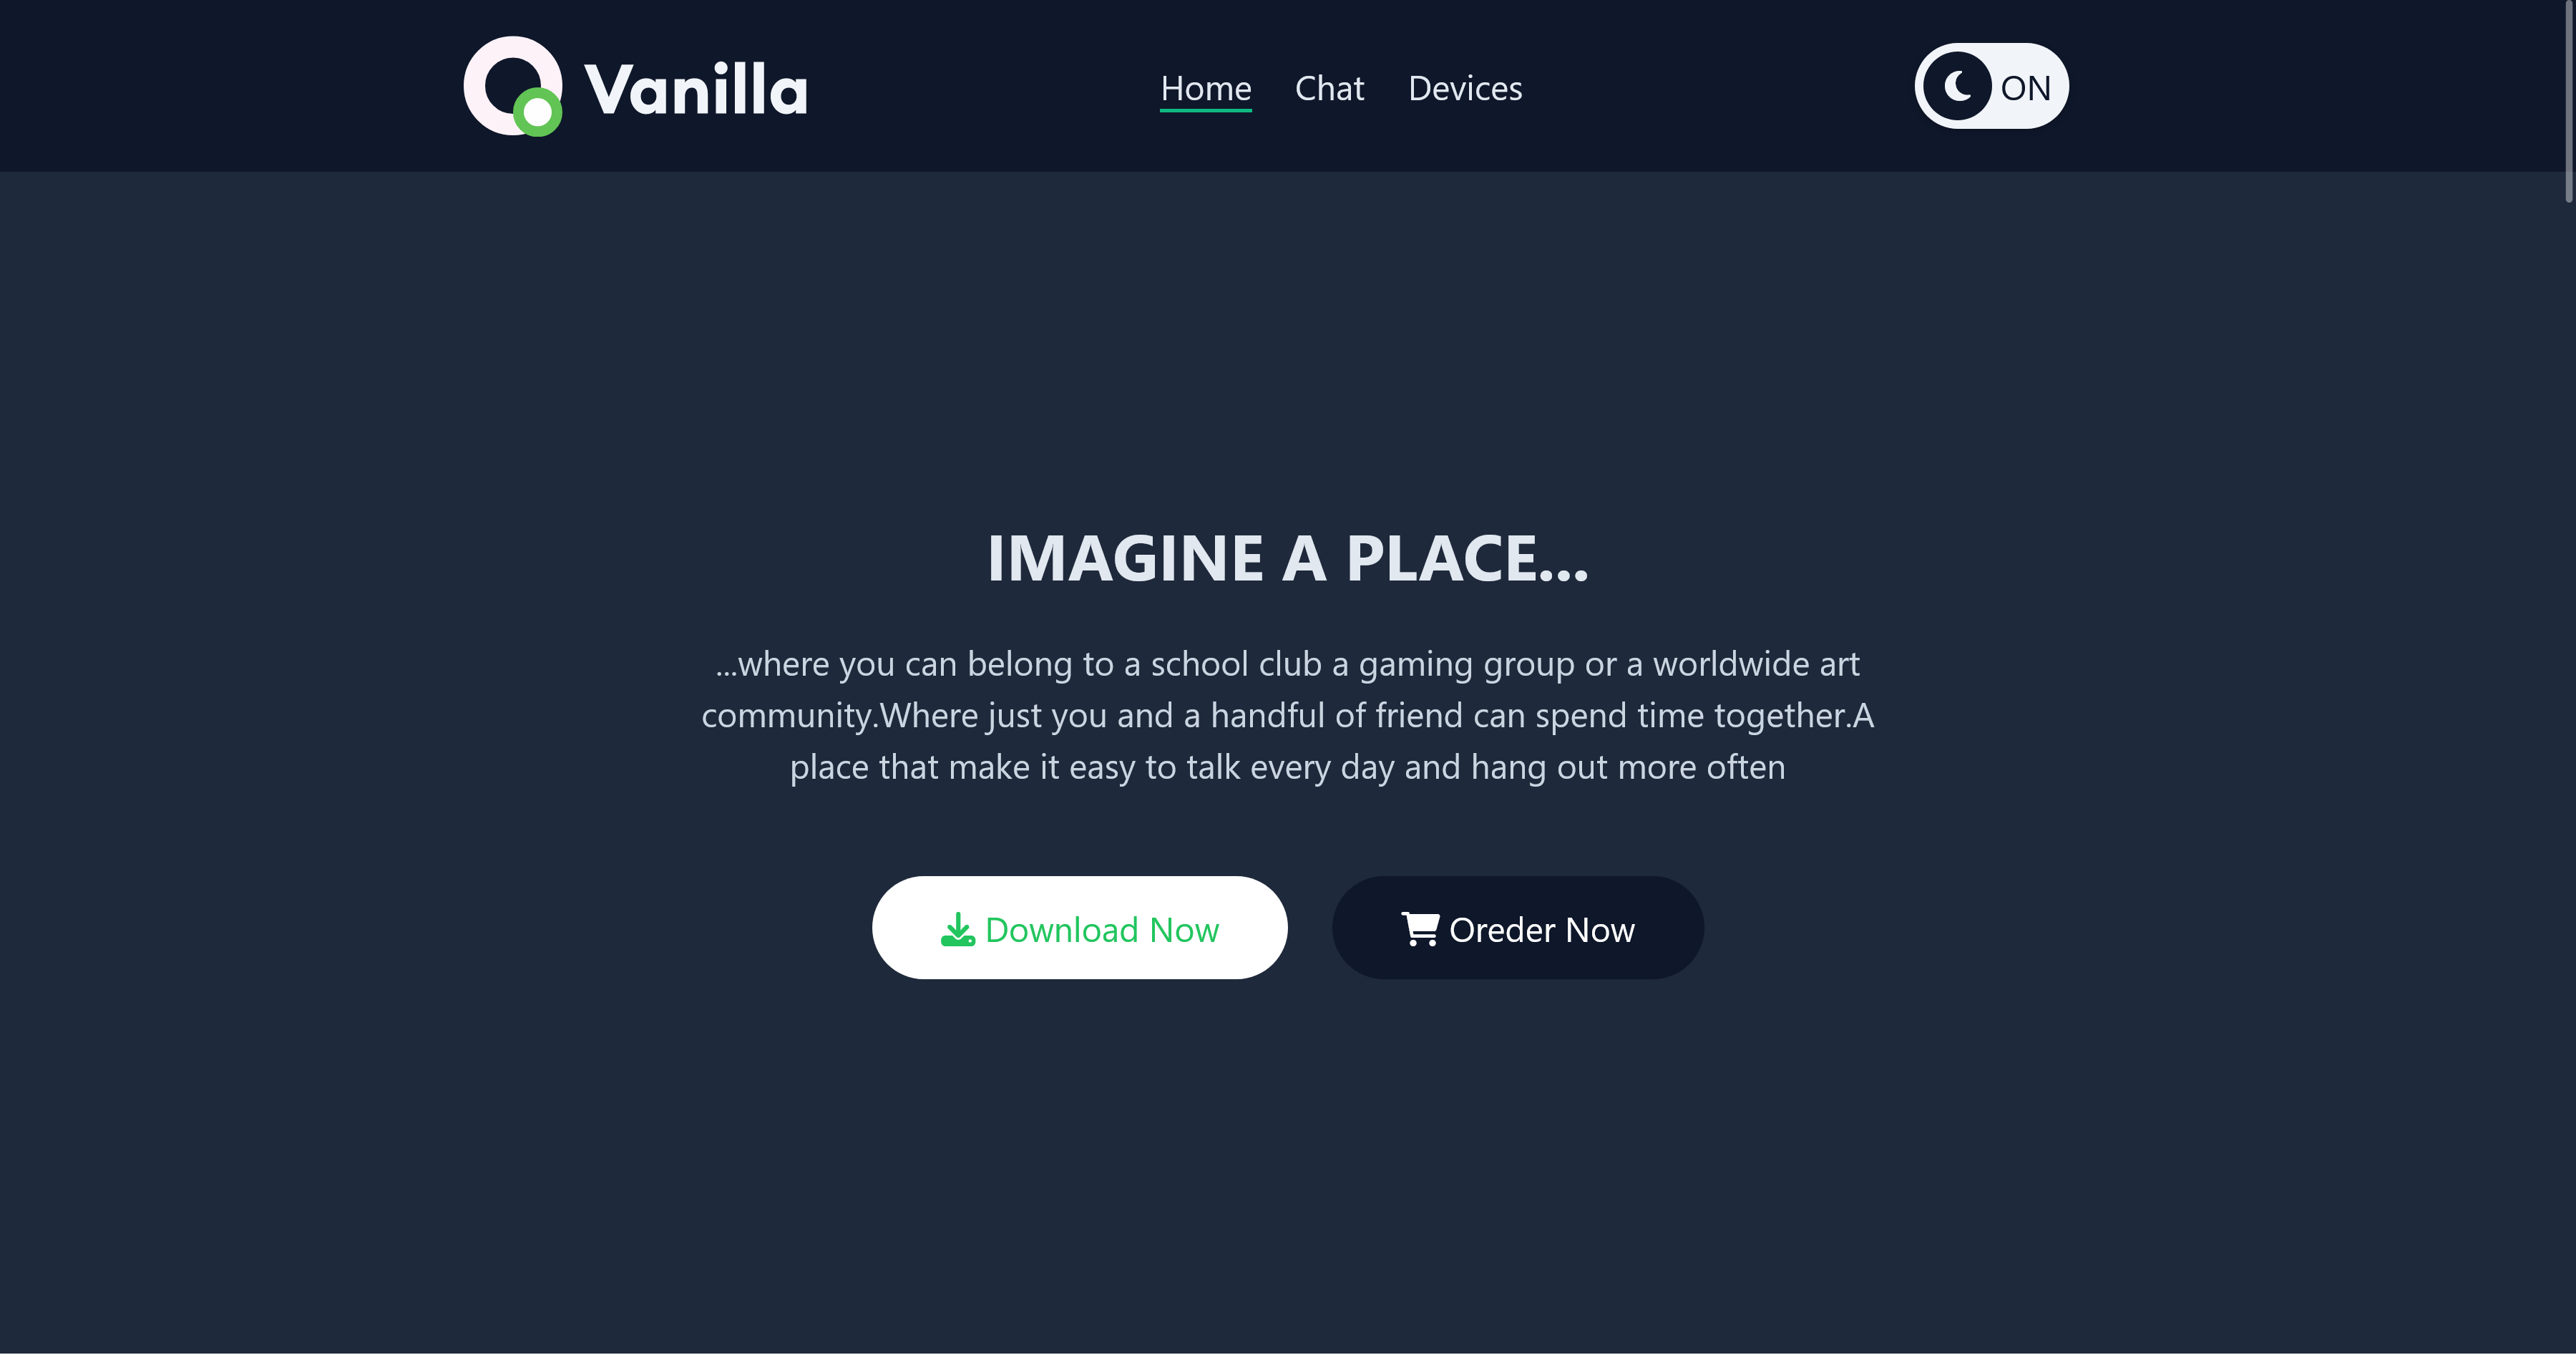 Vanilla
Home Chat Devices
ON
IMAGINE A PLACE...
...where you can belong to a school club a gaming group or a worldwide art
community.Where just you and a handful of friend can spend time together.A
place that make it easy to talk every day and hang out more often
Download Now
Oreder Now